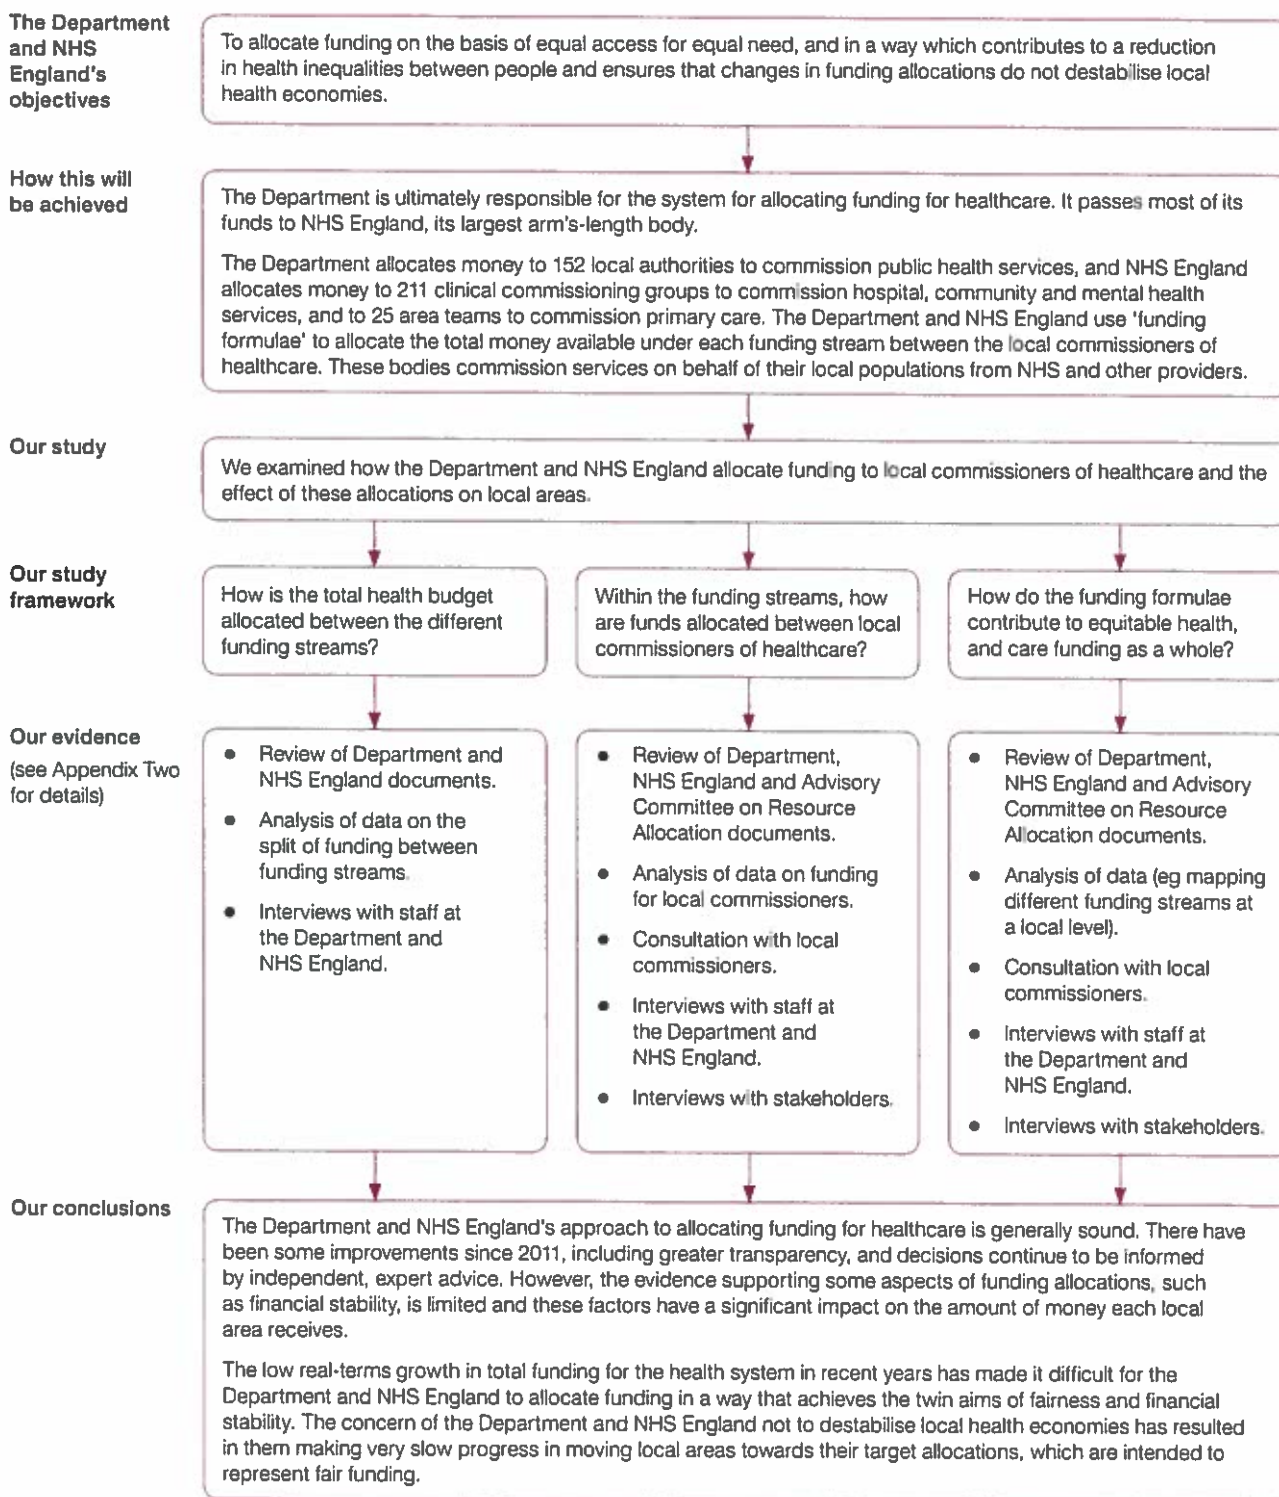 The Department
and NHS
England's
objectives
To allocate funding on the basis of equal access for equal need, and in a way which contributes to a reduction
in health inequalities between people and ensures that changes in funding allocations do not destabilise local
health economies.
How this will
be achieved
The Department is ultimately responsible for the system for allocating funding for healthcare. It passes most of its
funds to NHS England, its largest arm's-length body.
The Department allocates money to 152 local authorities to commission public health services, and NHS England
allocates money to 211 clinical commissioning groups to commission hospital, community and mental health
services, and to 25 area teams to commission primary care. The Department and NHS England use 'funding
formulae' to allocate the total money available under each funding stream between the local commissioners of
healthcare. These bodies commission services on behalf of their local populations from NHS and other providers.
Our study
We examined how the Department and NHS England allocate funding to local commissioners of healthcare and the
effect of these allocations on local areas.
Our study
framework
How is the total health budget
allocated between the different
funding streams?
Within the funding streams, how
are funds allocated between local
commissioners of healthcare?
How do the funding formulae
contribute to equitable health,
and care funding as a whole?
Our evidence
(see Appendix Two
for details)
• Review of Department and
NHS England documents.
• Analysis of data on the
split of funding between
funding streams.
• Interviews with staff at
the Department and
NHS England.
• Review of Department,
NHS England and Advisory
Committee on Resource
Allocation documents.
• Analysis of data on funding
for local commissioners.
• Consultation with local
commissioners.
• Interviews with staff at
the Department and
NHS England.
• Interviews with stakeholders.
• Review of Department,
NHS England and Advisory
Committee on Resource
Allocation documents.
• Analysis of data (eg mapping
different funding streams at
a local level).
• Consultation with local
commissioners.
• Interviews with staff at
the Department and
NHS England.
• Interviews with stakeholders.
Our conclusions
The Department and NHS England's approach to allocating funding for healthcare is generally sound. There have
been some improvements since 2011, including greater transparency, and decisions continue to be informed
by independent, expert advice. However, the evidence supporting some aspects of funding allocations, such
as financial stability, is limited and these factors have a significant impact on the amount of money each local
area receives.
The low real-terms growth in total funding for the health system in recent years has made it difficult for the
Department and NHS England to allocate funding in a way that achieves the twin aims of fairness and financial
stability. The concern of the Department and NHS England not to destabilise local health economies has resulted
in them making very slow progress in moving local areas towards their target allocations, which are intended to
represent fair funding.